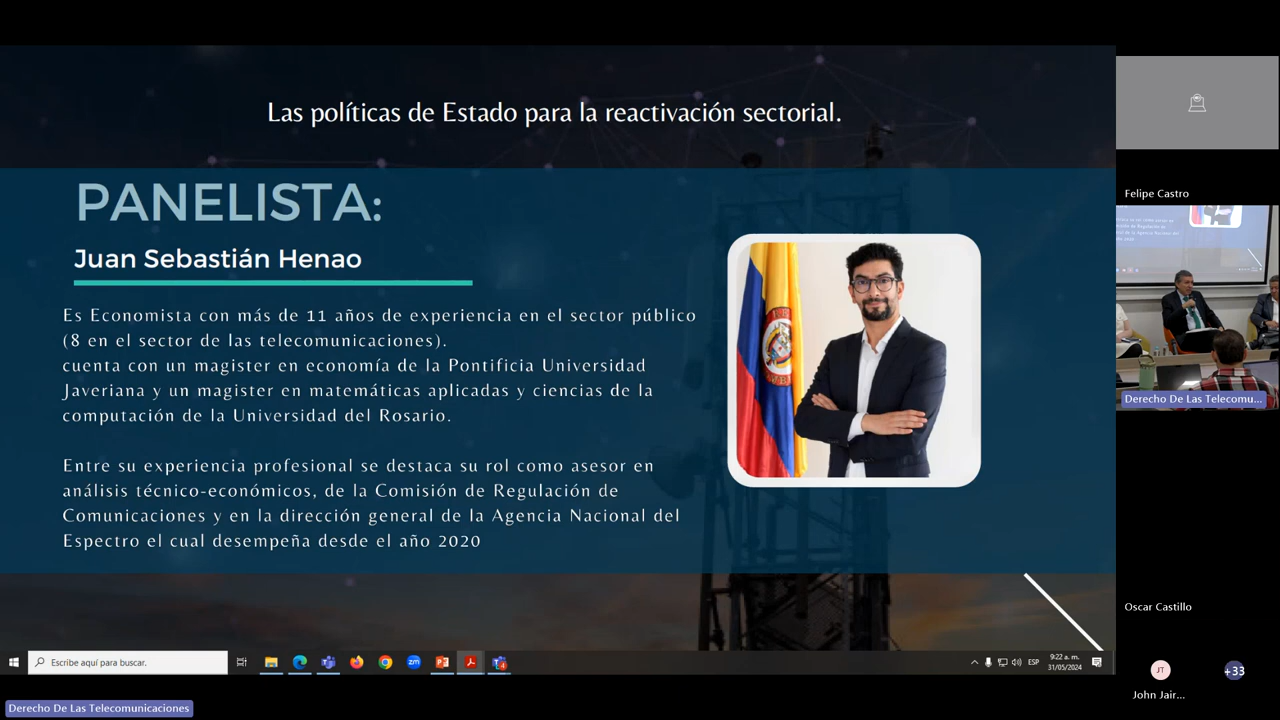 Las políticas de Estado para la reactivación sectorial.
PANELISTA:
Juan Sebastián Henao
Es Economista con más de 11 años de experiencia en el sector público
(8 en el sector de las telecomunicaciones).
cuenta con un magister en economía de la Pontificia Universidad
Javeriana y un magister en matemáticas aplicadas y ciencias de la
computación de la Universidad del Rosario.
Entre su experiencia profesional se destaca su rol como asesor en
análisis técnico-económicos, de la Comisión de Regulación de
Comunicaciones y en la dirección general de la Agencia Nacional del
Espectro el cual desempeña desde el año 2020
Felipe Castro
Derecho De Las Telecomu...
Oscar Castillo
JT
+33
John Jair...
Escribe aquí para buscar.
zm
ESP
9:22 a. m.
31/05/2024
Derecho De Las Telecomunicaciones